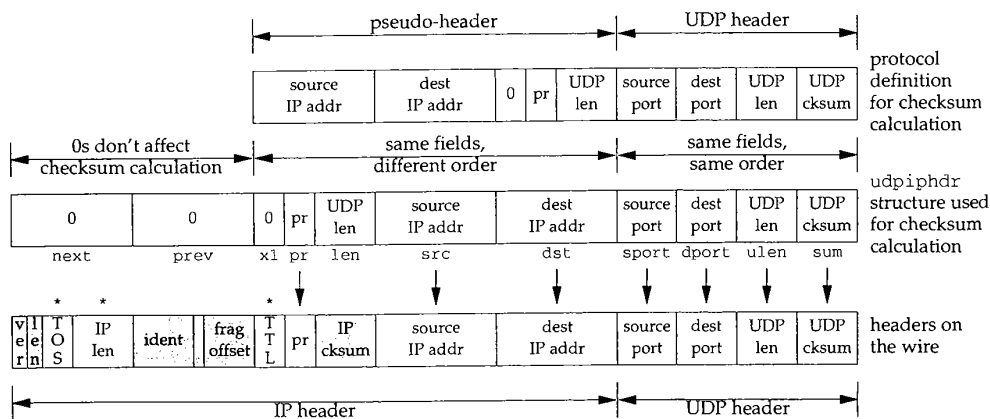 pseudo-header
UDP header
source IP addr
dest IP addr
0
pr
UDP len
source port
dest port
UDP len
UDP cksum
protocol definition for checksum calculation
0s don't affect checksum calculation
same fields, different order
same fields, same order
0
0
0
pr
UDP len
source IP addr
dest IP addr
source port
dest port
UDP len
UDP cksum
udpiphdr structure used for checksum calculation
next
prev
x1
pr
len
src
dst
sport
dport
ulen
sum
*
*
*
ver
len
TOS
IP len
ident
frag offset
TTL
pr
IP cksum
source IP addr
dest IP addr
source port
dest port
UDP len
UDP cksum
headers on the wire
IP header
UDP header